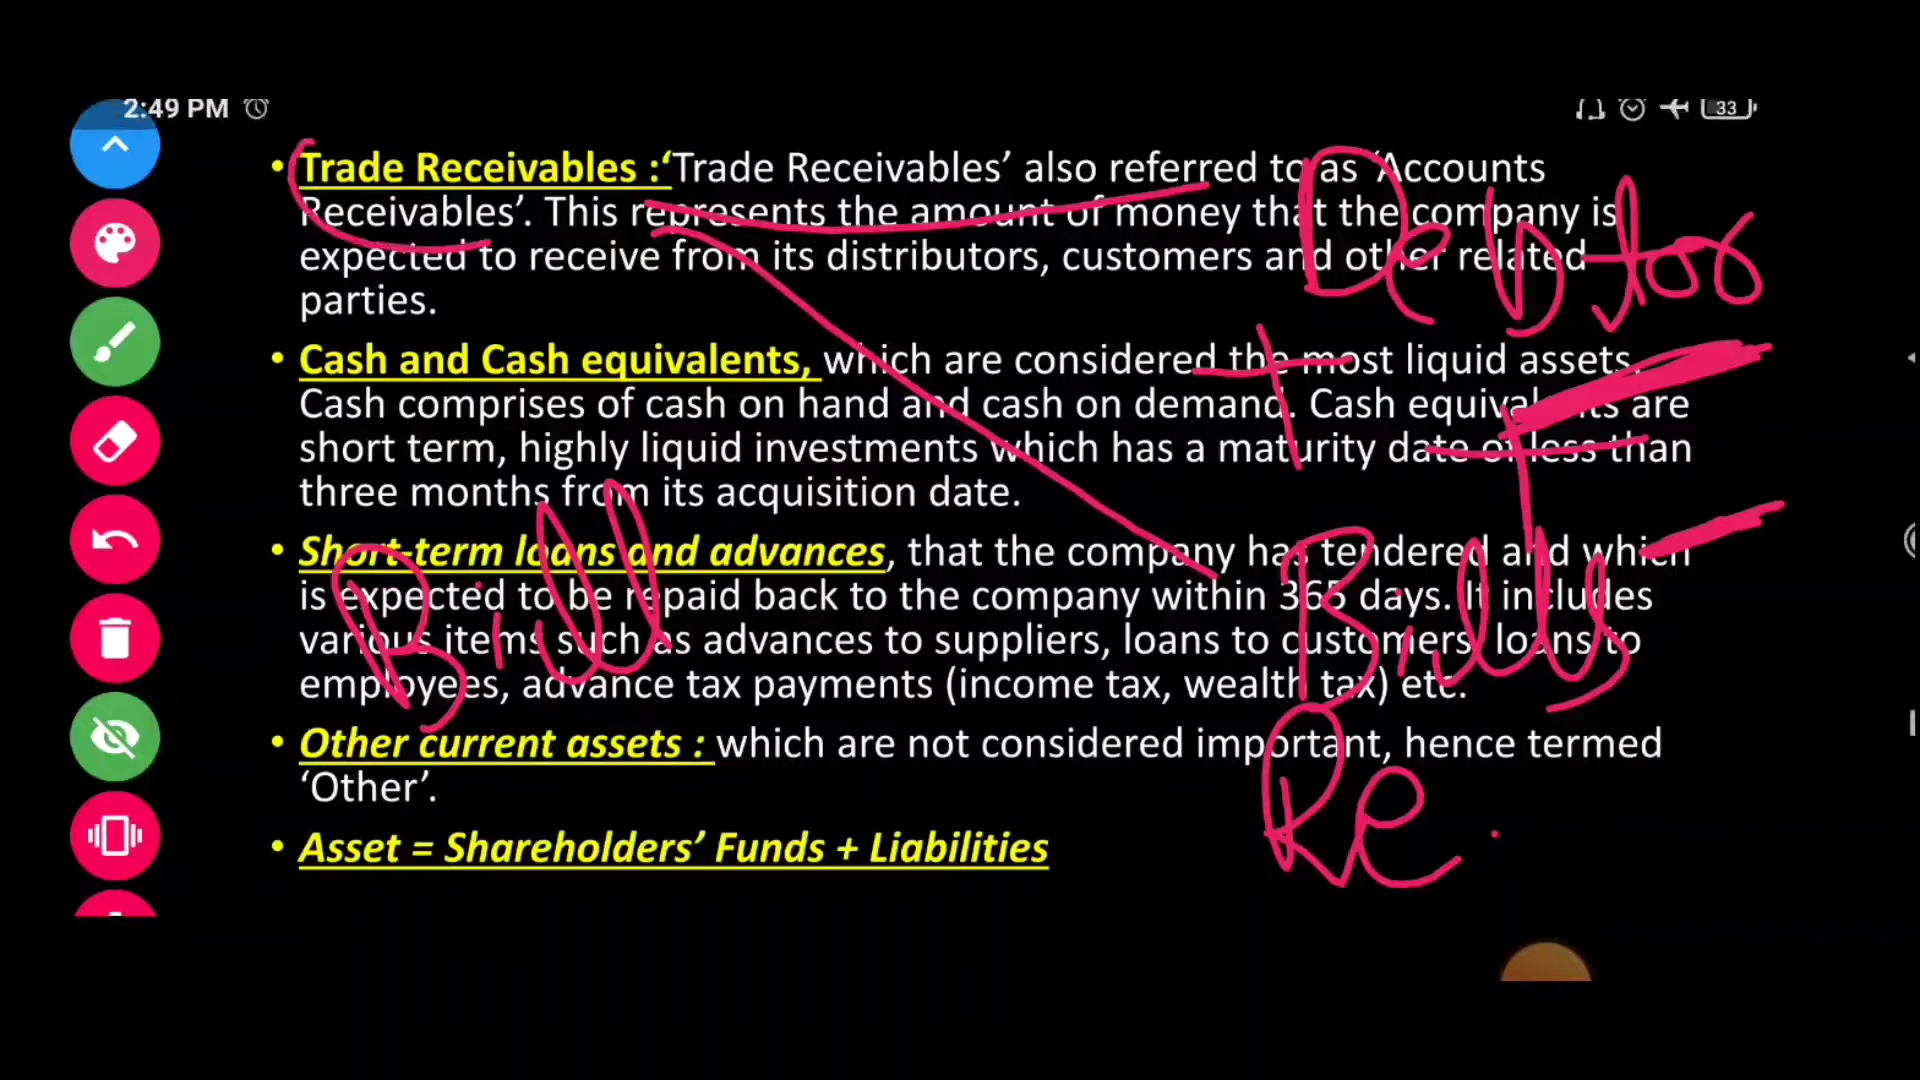 2:49 PM
33
• Trade Receivables :‘Trade Receivables’ also referred to as ‘Accounts
Receivables’. This represents the amount of money that the company is
expected to receive from its distributors, customers and other related
parties.
Debtor
• Cash and Cash equivalents, which are considered the most liquid assets.
Cash comprises of cash on hand and cash on demand. Cash equivalents are
short term, highly liquid investments which has a maturity date of less than
three months from its acquisition date.
• Short-term loans and advances, that the company has tendered and which
is expected to be repaid back to the company within 365 days. It includes
various items such as advances to suppliers, loans to customers, loans to
employees, advance tax payments (income tax, wealth tax) etc.
Bill
Bills
Re
• Other current assets : which are not considered important, hence termed
‘Other’.
• Asset = Shareholders’ Funds + Liabilities